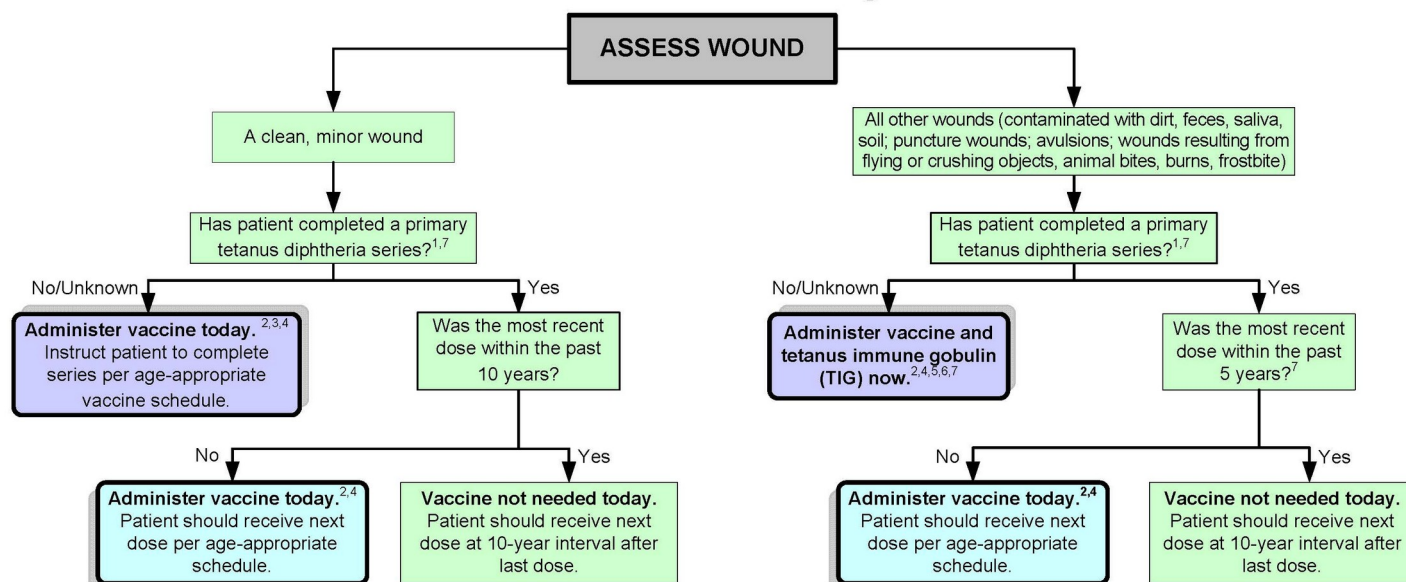 ASSESS WOUND
A clean, minor wound
All other wounds (contaminated with dirt, feces, saliva,
soil; puncture wounds; avulsions; wounds resulting from
flying or crushing objects, animal bites, burns, frostbite)
Has patient completed a primary
tetanus diphtheria series?1,7
Has patient completed a primary
tetanus diphtheria series?1,7
No/Unknown
Yes
No/Unknown
Yes
Administer vaccine today. 2,3,4
Instruct patient to complete
series per age-appropriate
vaccine schedule.
Was the most recent
dose within the past
10 years?
Administer vaccine and
tetanus immune gobulin
(TIG) now.2,4,5,6,7
Was the most recent
dose within the past
5 years?7
No
Yes
No
Yes
Administer vaccine today.2,4
Patient should receive next
dose per age-appropriate
schedule.
Vaccine not needed today.
Patient should receive next
dose at 10-year interval after
last dose.
Administer vaccine today.2,4
Patient should receive next
dose per age-appropriate
schedule.
Vaccine not needed today.
Patient should receive next
dose at 10-year interval after
last dose.